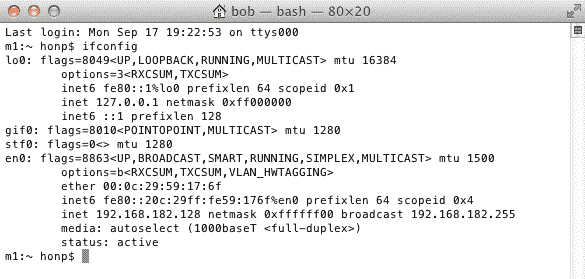 bob — bash — 80×20
Last login: Mon Sep 17 19:22:53 on ttys000
m1:~ honp$ ifconfig
lo0: flags=8049<UP,LOOPBACK,RUNNING,MULTICAST> mtu 16384
        options=3<RXCSUM,TXCSUM>
        inet6 fe80::1%lo0 prefixlen 64 scopeid 0x1
        inet 127.0.0.1 netmask 0xff000000
        inet6 ::1 prefixlen 128
gif0: flags=8010<POINTOPOINT,MULTICAST> mtu 1280
stf0: flags=0<> mtu 1280
en0: flags=8863<UP,BROADCAST,SMART,RUNNING,SIMPLEX,MULTICAST> mtu 1500
        options=b<RXCSUM,TXCSUM,VLAN_HWTAGGING>
        ether 00:0c:29:59:17:6f
        inet6 fe80::20c:29ff:fe59:176f%en0 prefixlen 64 scopeid 0x4
        inet 192.168.182.128 netmask 0xffffff00 broadcast 192.168.182.255
        media: autoselect (1000baseT <full-duplex>)
        status: active
m1:~ honp$